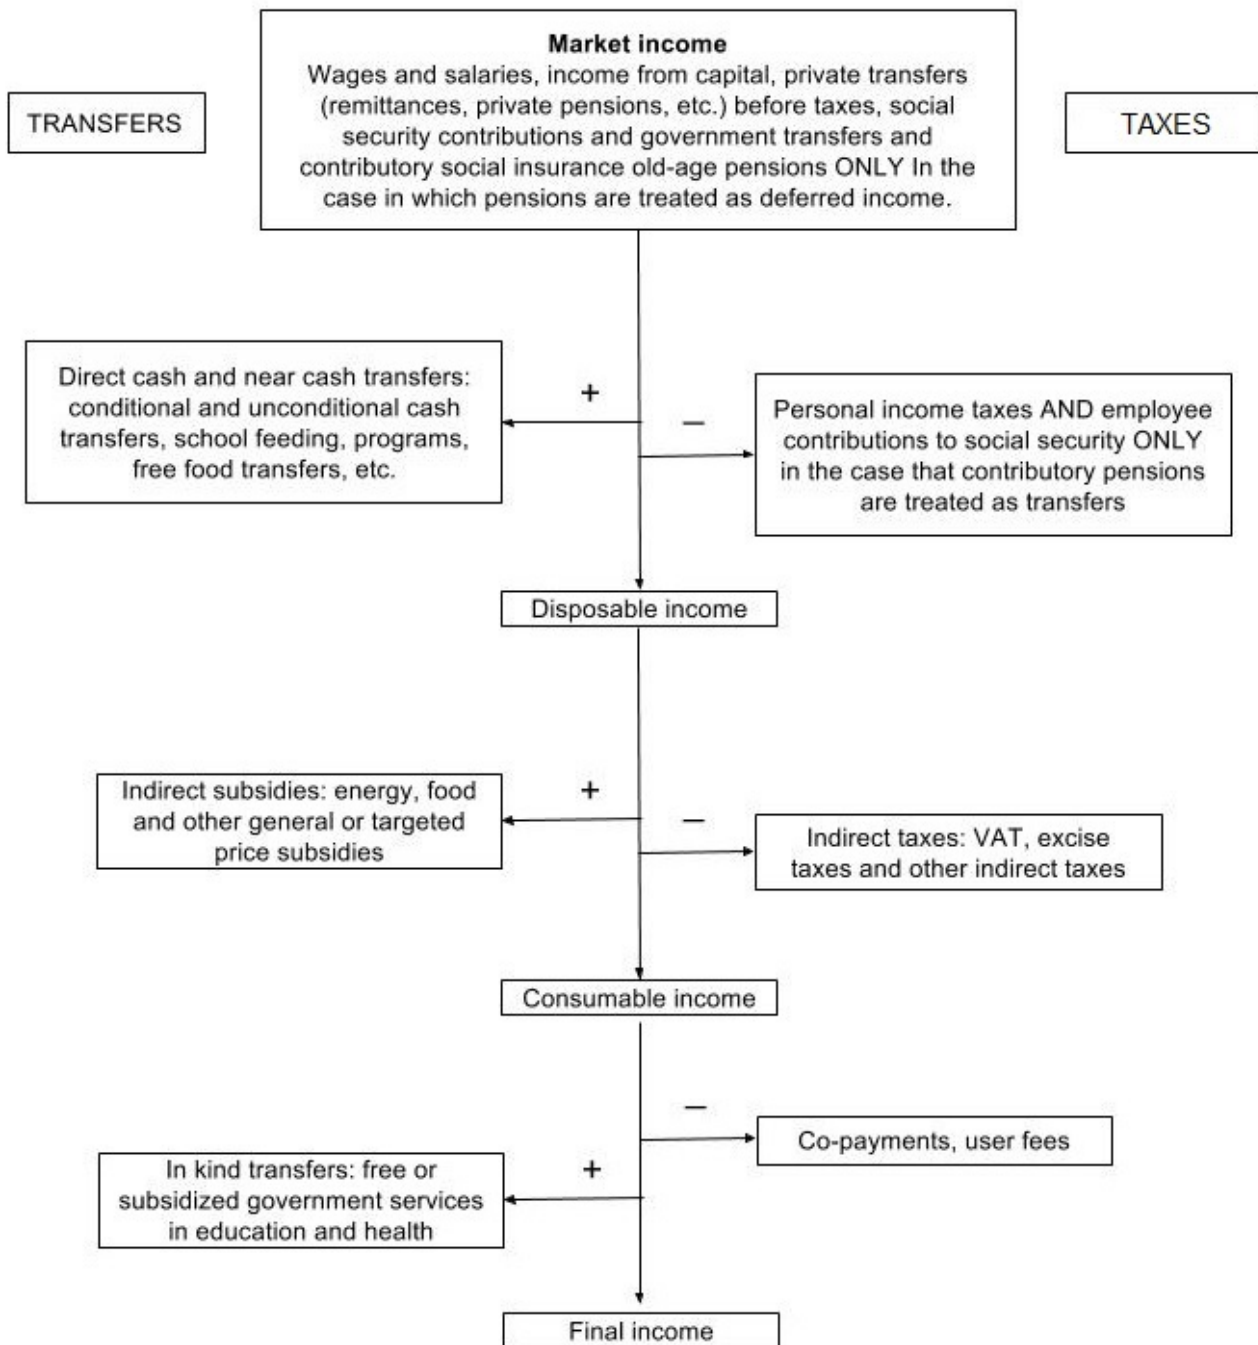 Market income
Wages and salaries, income from capital, private transfers
(remittances, private pensions, etc.) before taxes, social
security contributions and government transfers and
contributory social insurance old-age pensions ONLY In the
case in which pensions are treated as deferred income.
TRANSFERS
TAXES
Direct cash and near cash transfers:
conditional and unconditional cash
transfers, school feeding, programs,
free food transfers, etc.
+
−
Personal income taxes AND employee
contributions to social security ONLY
in the case that contributory pensions
are treated as transfers
Disposable income
Indirect subsidies: energy, food
and other general or targeted
price subsidies
+
−
Indirect taxes: VAT, excise
taxes and other indirect taxes
Consumable income
−
Co-payments, user fees
In kind transfers: free or
subsidized government services
in education and health
+
Final income